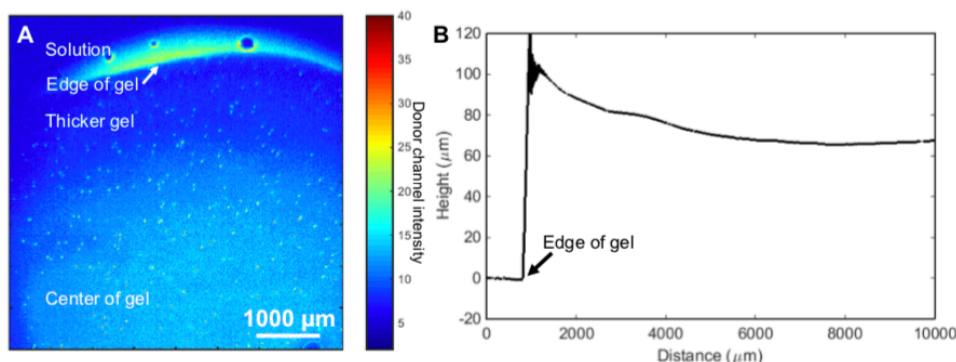 A
Solution
Edge of gel
Thicker gel
Center of gel
1000 µm
40
35
30
25
20
15
10
5
Donor channel intensity
B
120
100
80
60
40
20
0
-20
Height (µm)
Edge of gel
0
2000
4000
6000
8000
10000
Distance (µm)